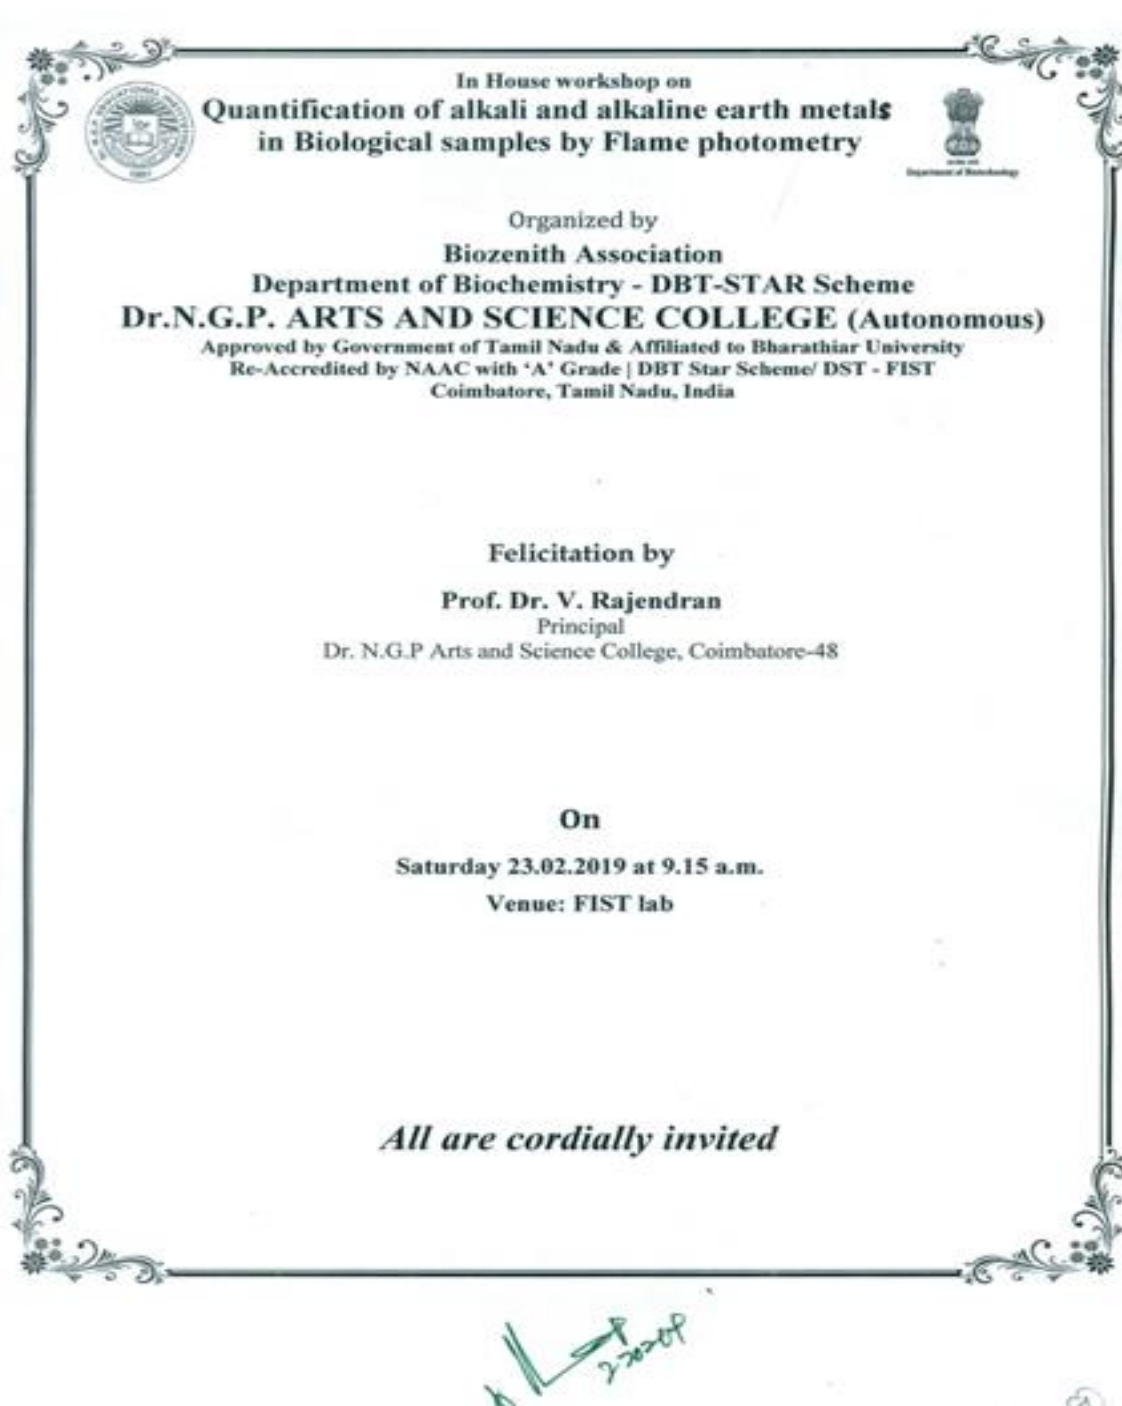 In House workshop on
Quantification of alkali and alkaline earth metals
in Biological samples by Flame photometry
Department of Biotechnology
Organized by
Biozenith Association
Department of Biochemistry - DBT-STAR Scheme
Dr.N.G.P. ARTS AND SCIENCE COLLEGE (Autonomous)
Approved by Government of Tamil Nadu & Affiliated to Bharathiar University
Re-Accredited by NAAC with ‘A’ Grade | DBT Star Scheme/ DST - FIST
Coimbatore, Tamil Nadu, India
Felicitation by
Prof. Dr. V. Rajendran
Principal
Dr. N.G.P Arts and Science College, Coimbatore-48
On
Saturday 23.02.2019 at 9.15 a.m.
Venue: FIST lab
All are cordially invited